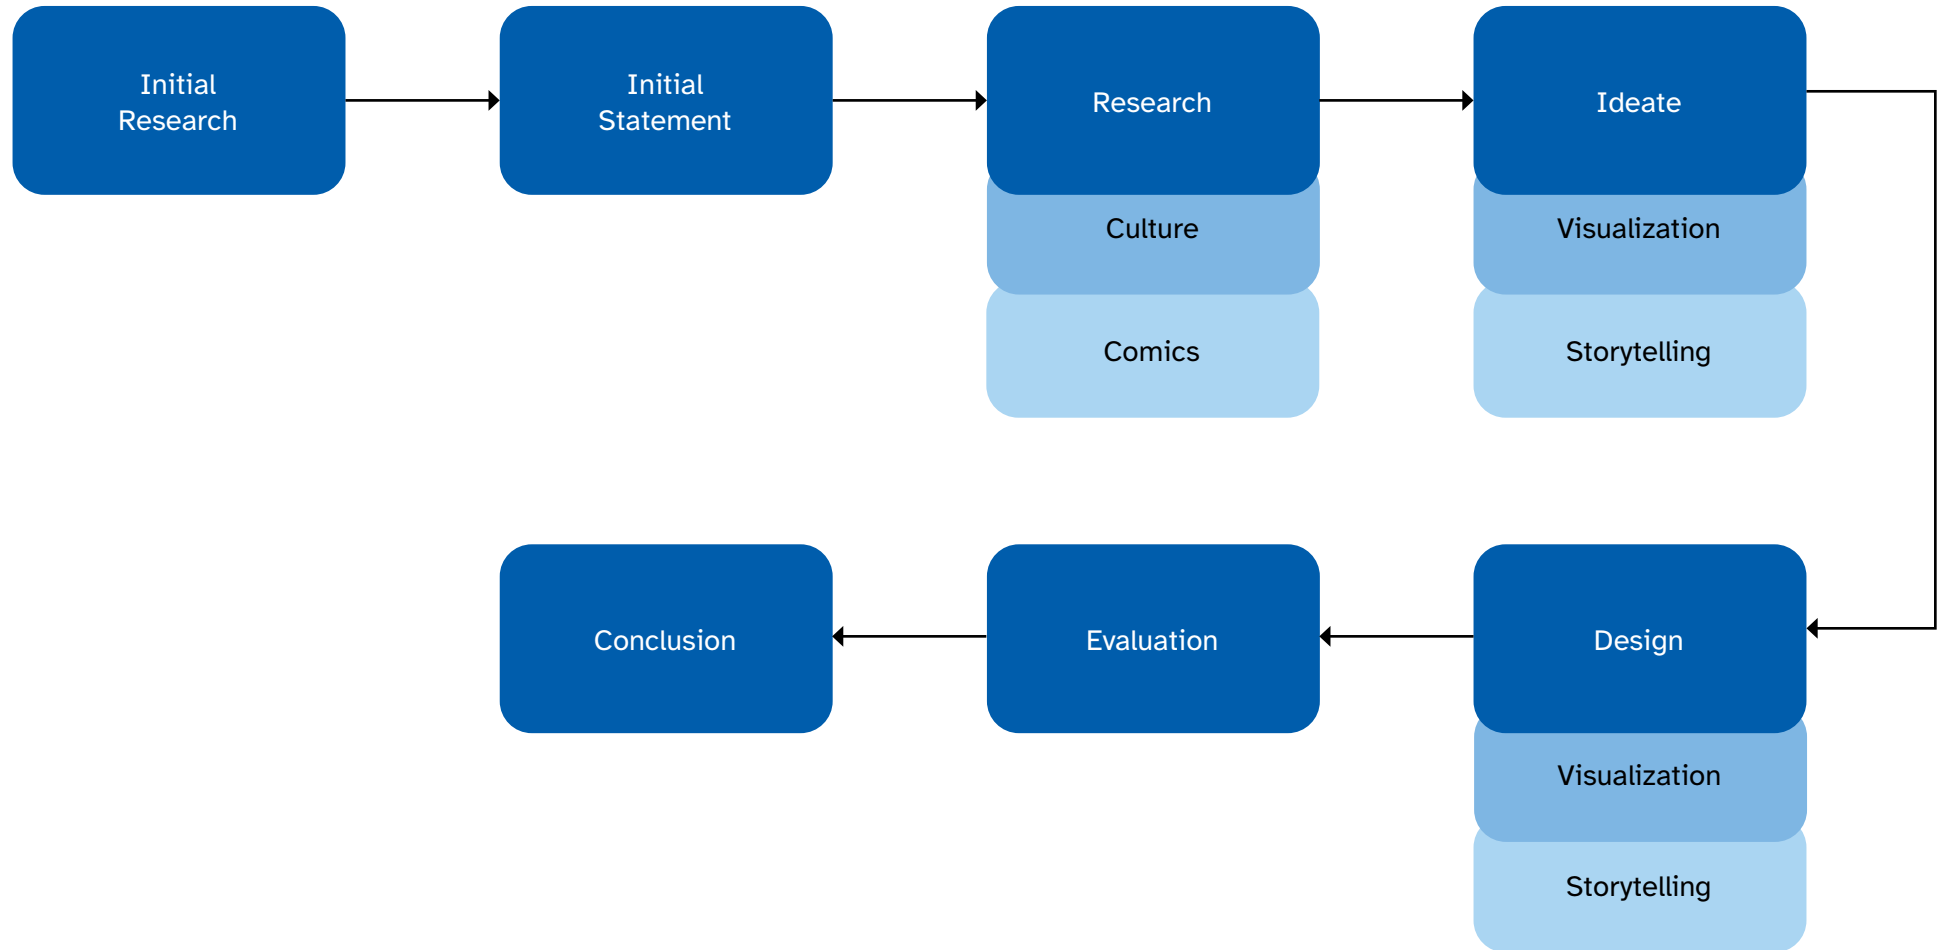 Initial
Research
Initial
Statement
Research
Culture
Comics
Ideate
Visualization
Storytelling
Design
Visualization
Storytelling
Evaluation
Conclusion